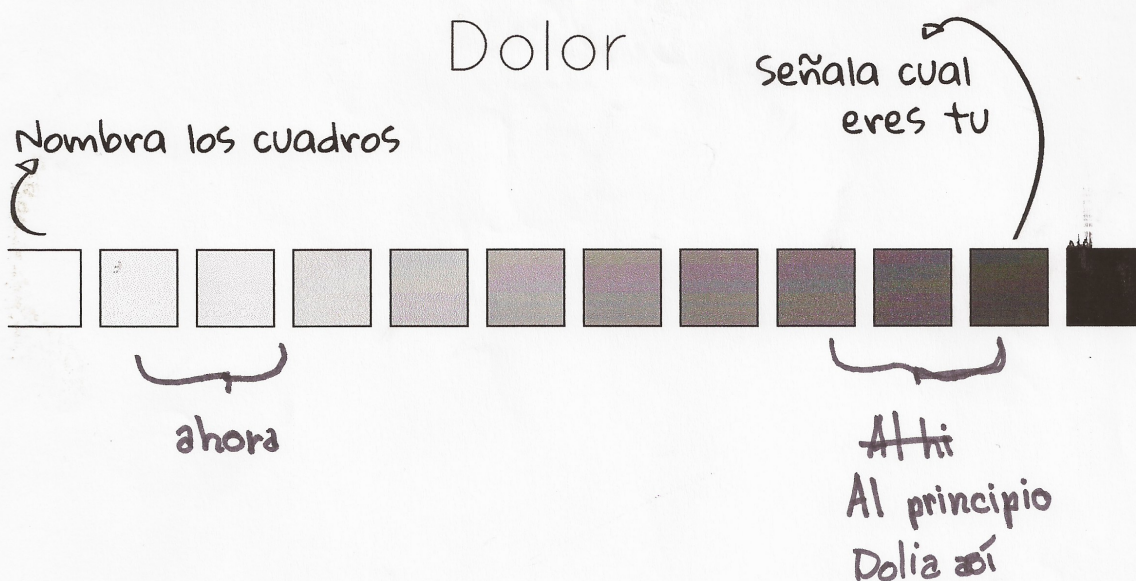 Dolor
Señala cual
eres tu
Nombra los cuadros
ahora
Al hi
Al principio
Dolia así